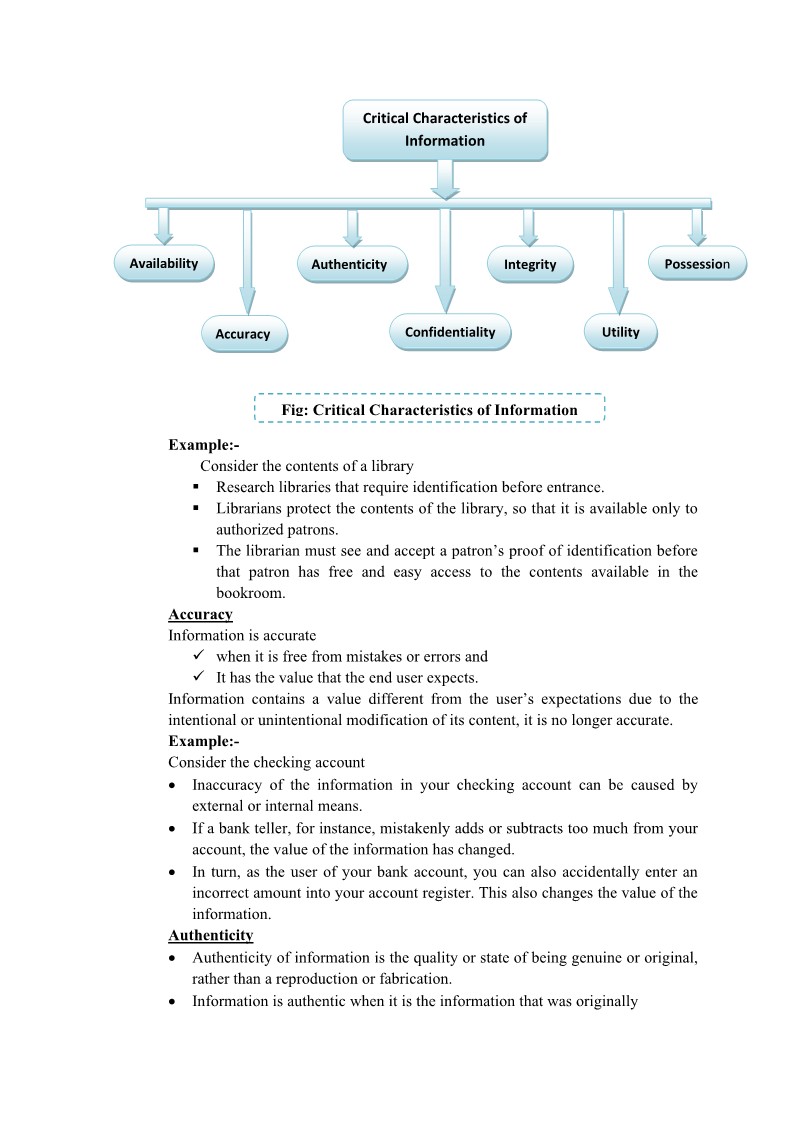 Critical Characteristics of
Information
Availability
Authenticity
Integrity
Possession
Accuracy
Confidentiality
Utility
Fig: Critical Characteristics of Information
Example:-
Consider the contents of a library
▪ Research libraries that require identification before entrance.
▪ Librarians protect the contents of the library, so that it is available only to
authorized patrons.
▪ The librarian must see and accept a patron’s proof of identification before
that patron has free and easy access to the contents available in the
bookroom.
Accuracy
Information is accurate
✓ when it is free from mistakes or errors and
✓ It has the value that the end user expects.
Information contains a value different from the user’s expectations due to the
intentional or unintentional modification of its content, it is no longer accurate.
Example:-
Consider the checking account
• Inaccuracy of the information in your checking account can be caused by
external or internal means.
• If a bank teller, for instance, mistakenly adds or subtracts too much from your
account, the value of the information has changed.
• In turn, as the user of your bank account, you can also accidentally enter an
incorrect amount into your account register. This also changes the value of the
information.
Authenticity
• Authenticity of information is the quality or state of being genuine or original,
rather than a reproduction or fabrication.
• Information is authentic when it is the information that was originally